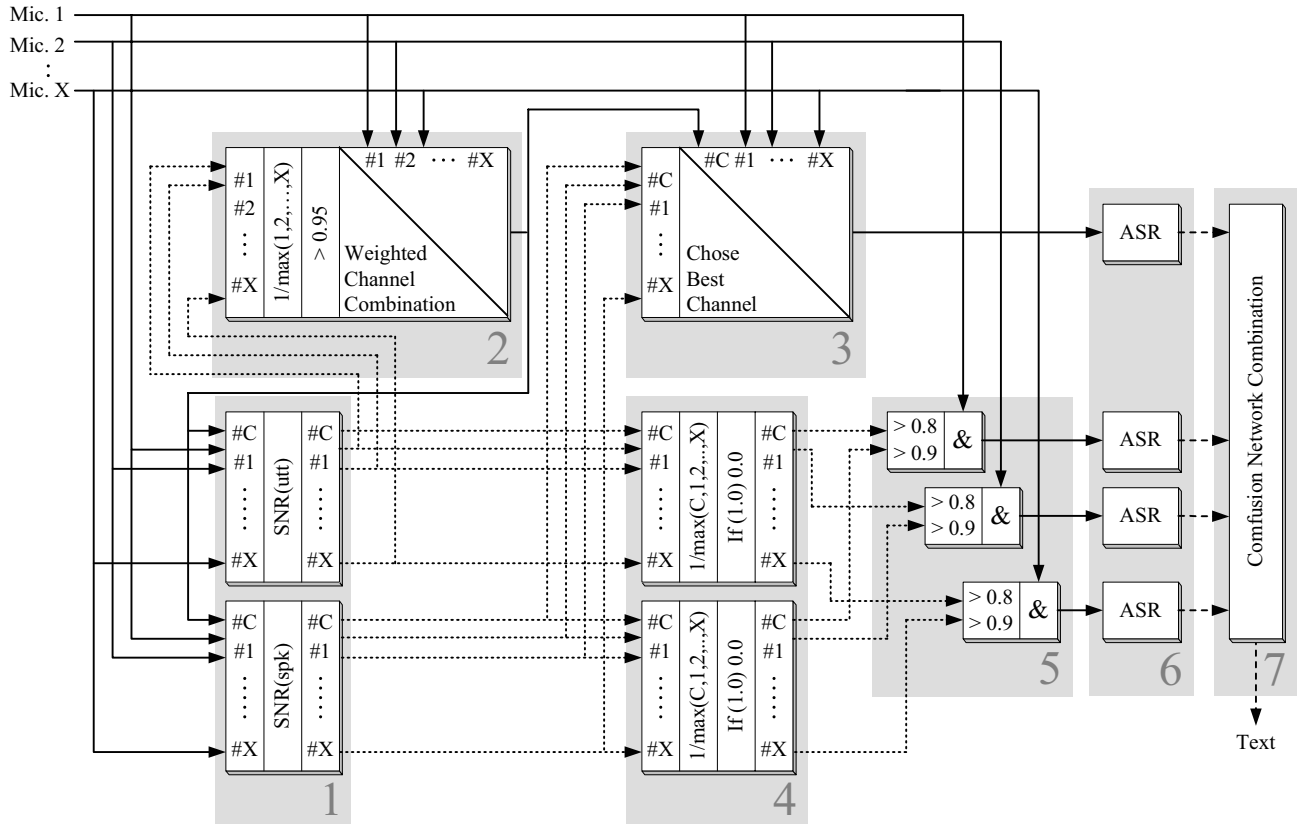 Mic. 1
Mic. 2
⋮
Mic. X
#1 #2 ··· #X
#1
#2
⋮
#X
1/max(1,2,...,X)
> 0.95
Weighted
Channel
Combination
2
#C #1 ··· #X
#C
#1
⋮
#X
Chose
Best
Channel
3
ASR
#C
#1
⋮
#X
SNR(utt)
#C
#1
⋮
#X
#C
#1
⋮
#X
SNR(spk)
#C
#1
⋮
#X
1
1/max(C,1,2,..,X)
If (1.0) 0.0
#C
#1
⋮
#X
1/max(C,1,2,..,X)
If (1.0) 0.0
#C
#1
⋮
#X
4
> 0.8
> 0.9
&
> 0.8
> 0.9
&
> 0.8
> 0.9
&
5
ASR
ASR
ASR
6
Comfusion Network Combination
7
Text